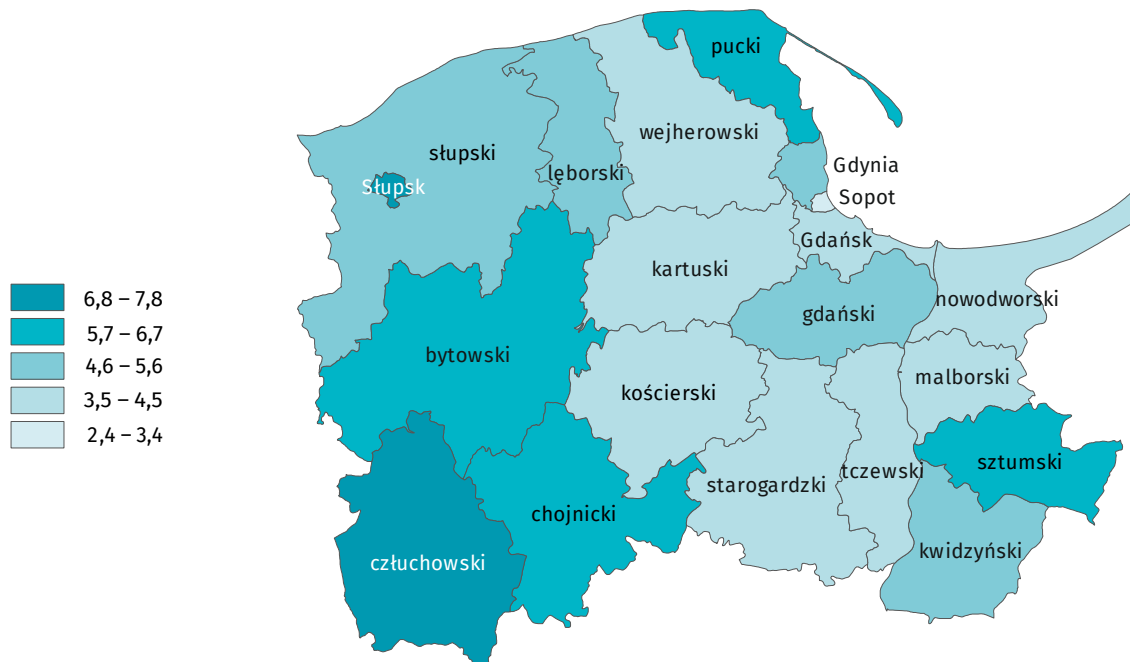 pucki
wejherowski
słupski
lęborski
Słupsk
Gdynia
Sopot
Gdańsk
kartuski
nowodworski
gdański
bytowski
malborski
kościerski
sztumski
starogardzki
tczewski
chojnicki
kwidzyński
człuchowski
6,8 – 7,8
5,7 – 6,7
4,6 – 5,6
3,5 – 4,5
2,4 – 3,4